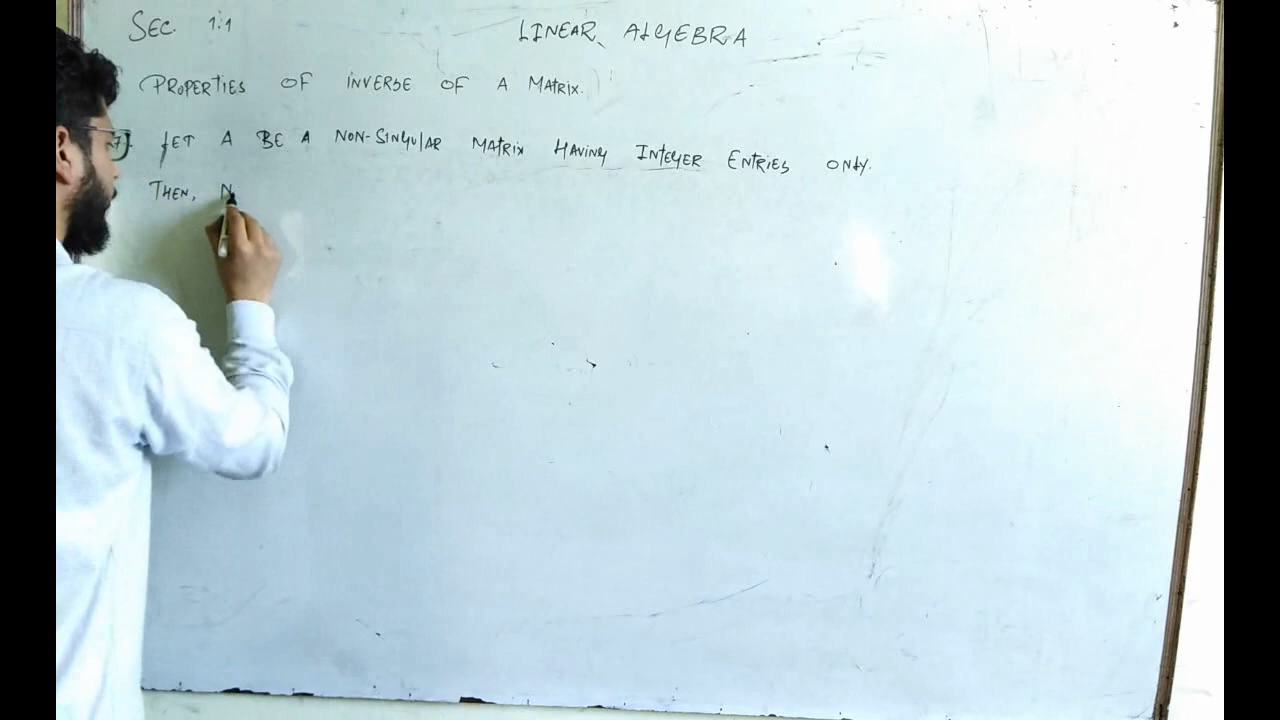 SEC. 1.1 LINEAR ALGEBRA
PROPERTIES OF INVERSE OF A MATRIX.
7. LET A BE A NON-SINGULAR MATRIX HAVING INTEGER ENTRIES ONLY.
THEN, N